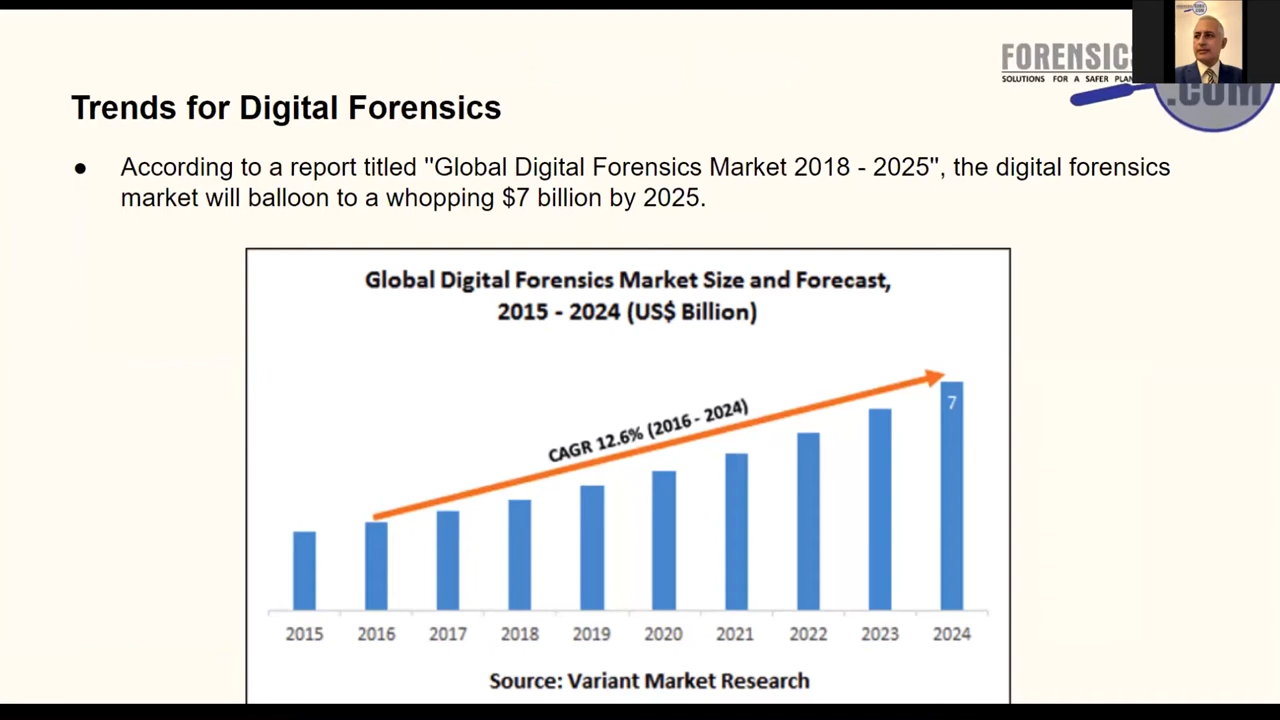 FORENSICS
SOLUTIONS FOR A SAFER
.COM
Trends for Digital Forensics
● According to a report titled "Global Digital Forensics Market 2018 - 2025", the digital forensics
market will balloon to a whopping $7 billion by 2025.
Global Digital Forensics Market Size and Forecast,
2015 - 2024 (US$ Billion)
CAGR 12.6% (2016 - 2024)
7
2015 2016 2017 2018 2019 2020 2021 2022 2023 2024
Source: Variant Market Research